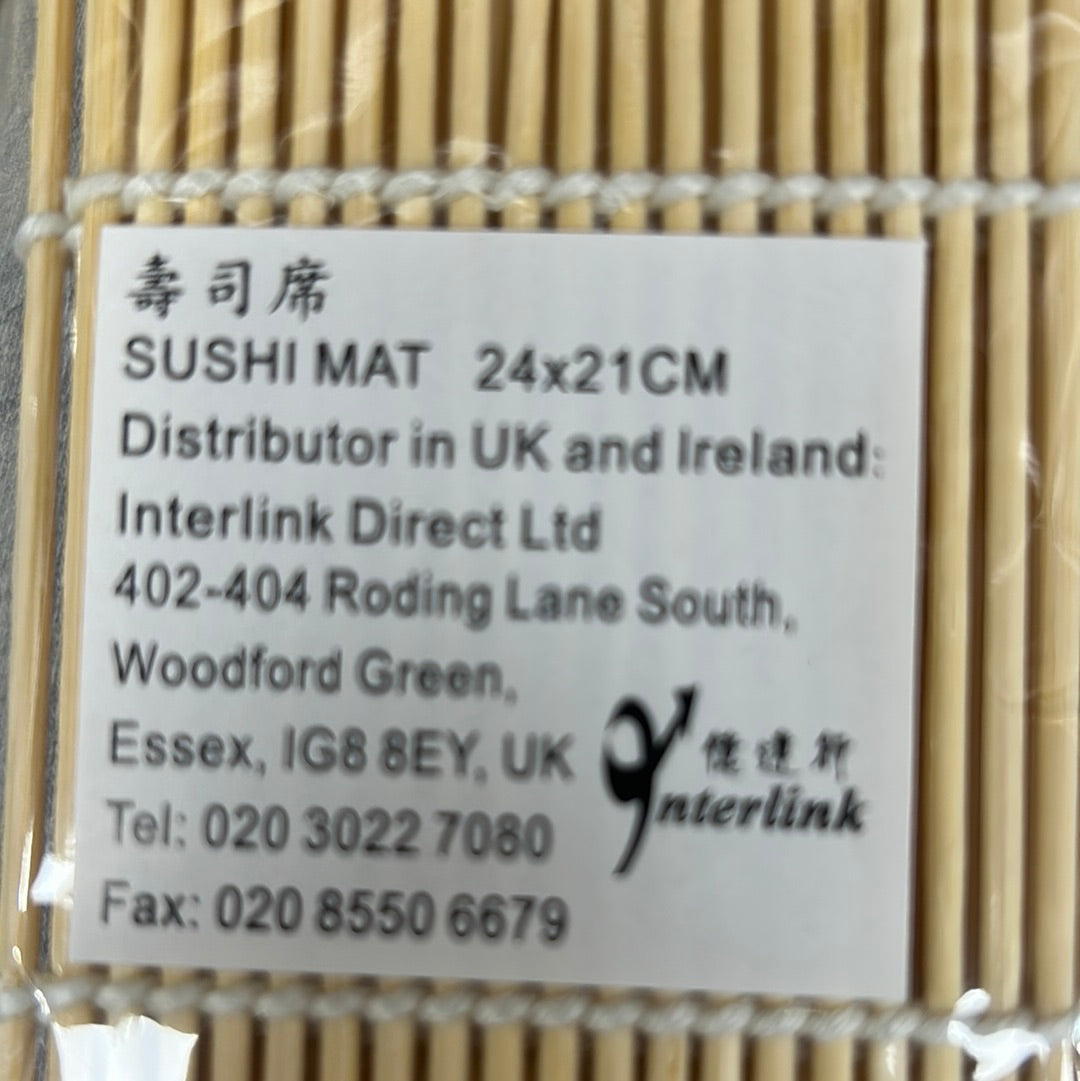 壽司席
SUSHI MAT 24x21CM
Distributor in UK and Ireland:
Interlink Direct Ltd
402-404 Roding Lane South,
Woodford Green,
Essex, IG8 8EY, UK
Tel: 020 3022 7080
Fax: 020 8550 6679
Interlink